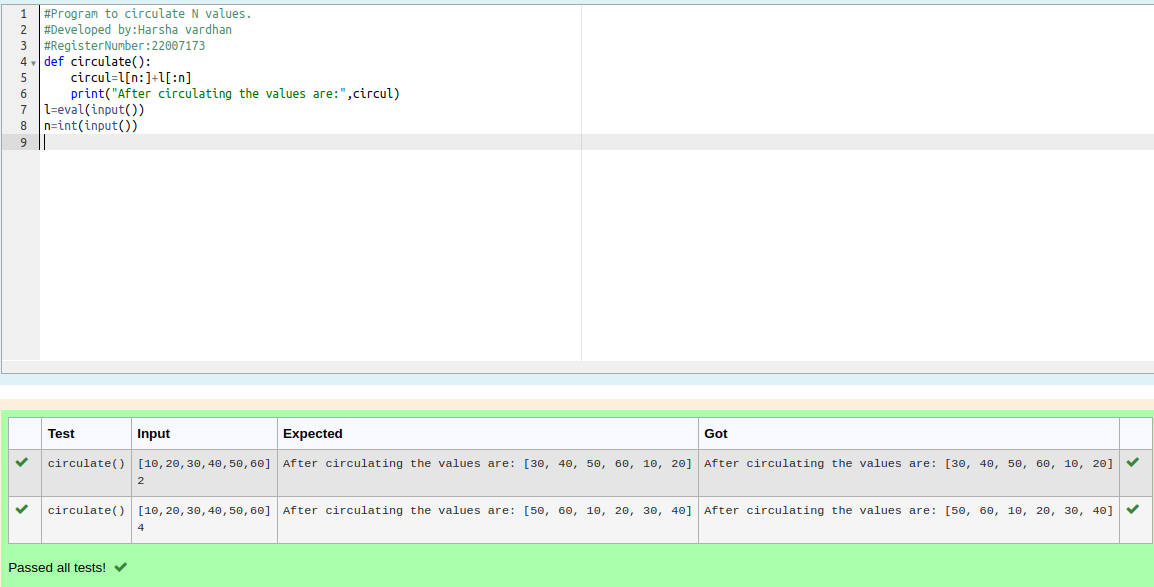 1 #Program to circulate N values.
2 #Developed by:Harsha vardhan
3 #RegisterNumber:22007173
4 def circulate():
5     circul=l[n:]+l[:n]
6     print("After circulating the values are:",circul)
7 l=eval(input())
8 n=int(input())
9
Test Input Expected Got
circulate() [10,20,30,40,50,60] After circulating the values are: [30, 40, 50, 60, 10, 20] After circulating the values are: [30, 40, 50, 60, 10, 20]
2
circulate() [10,20,30,40,50,60] After circulating the values are: [50, 60, 10, 20, 30, 40] After circulating the values are: [50, 60, 10, 20, 30, 40]
4
Passed all tests!